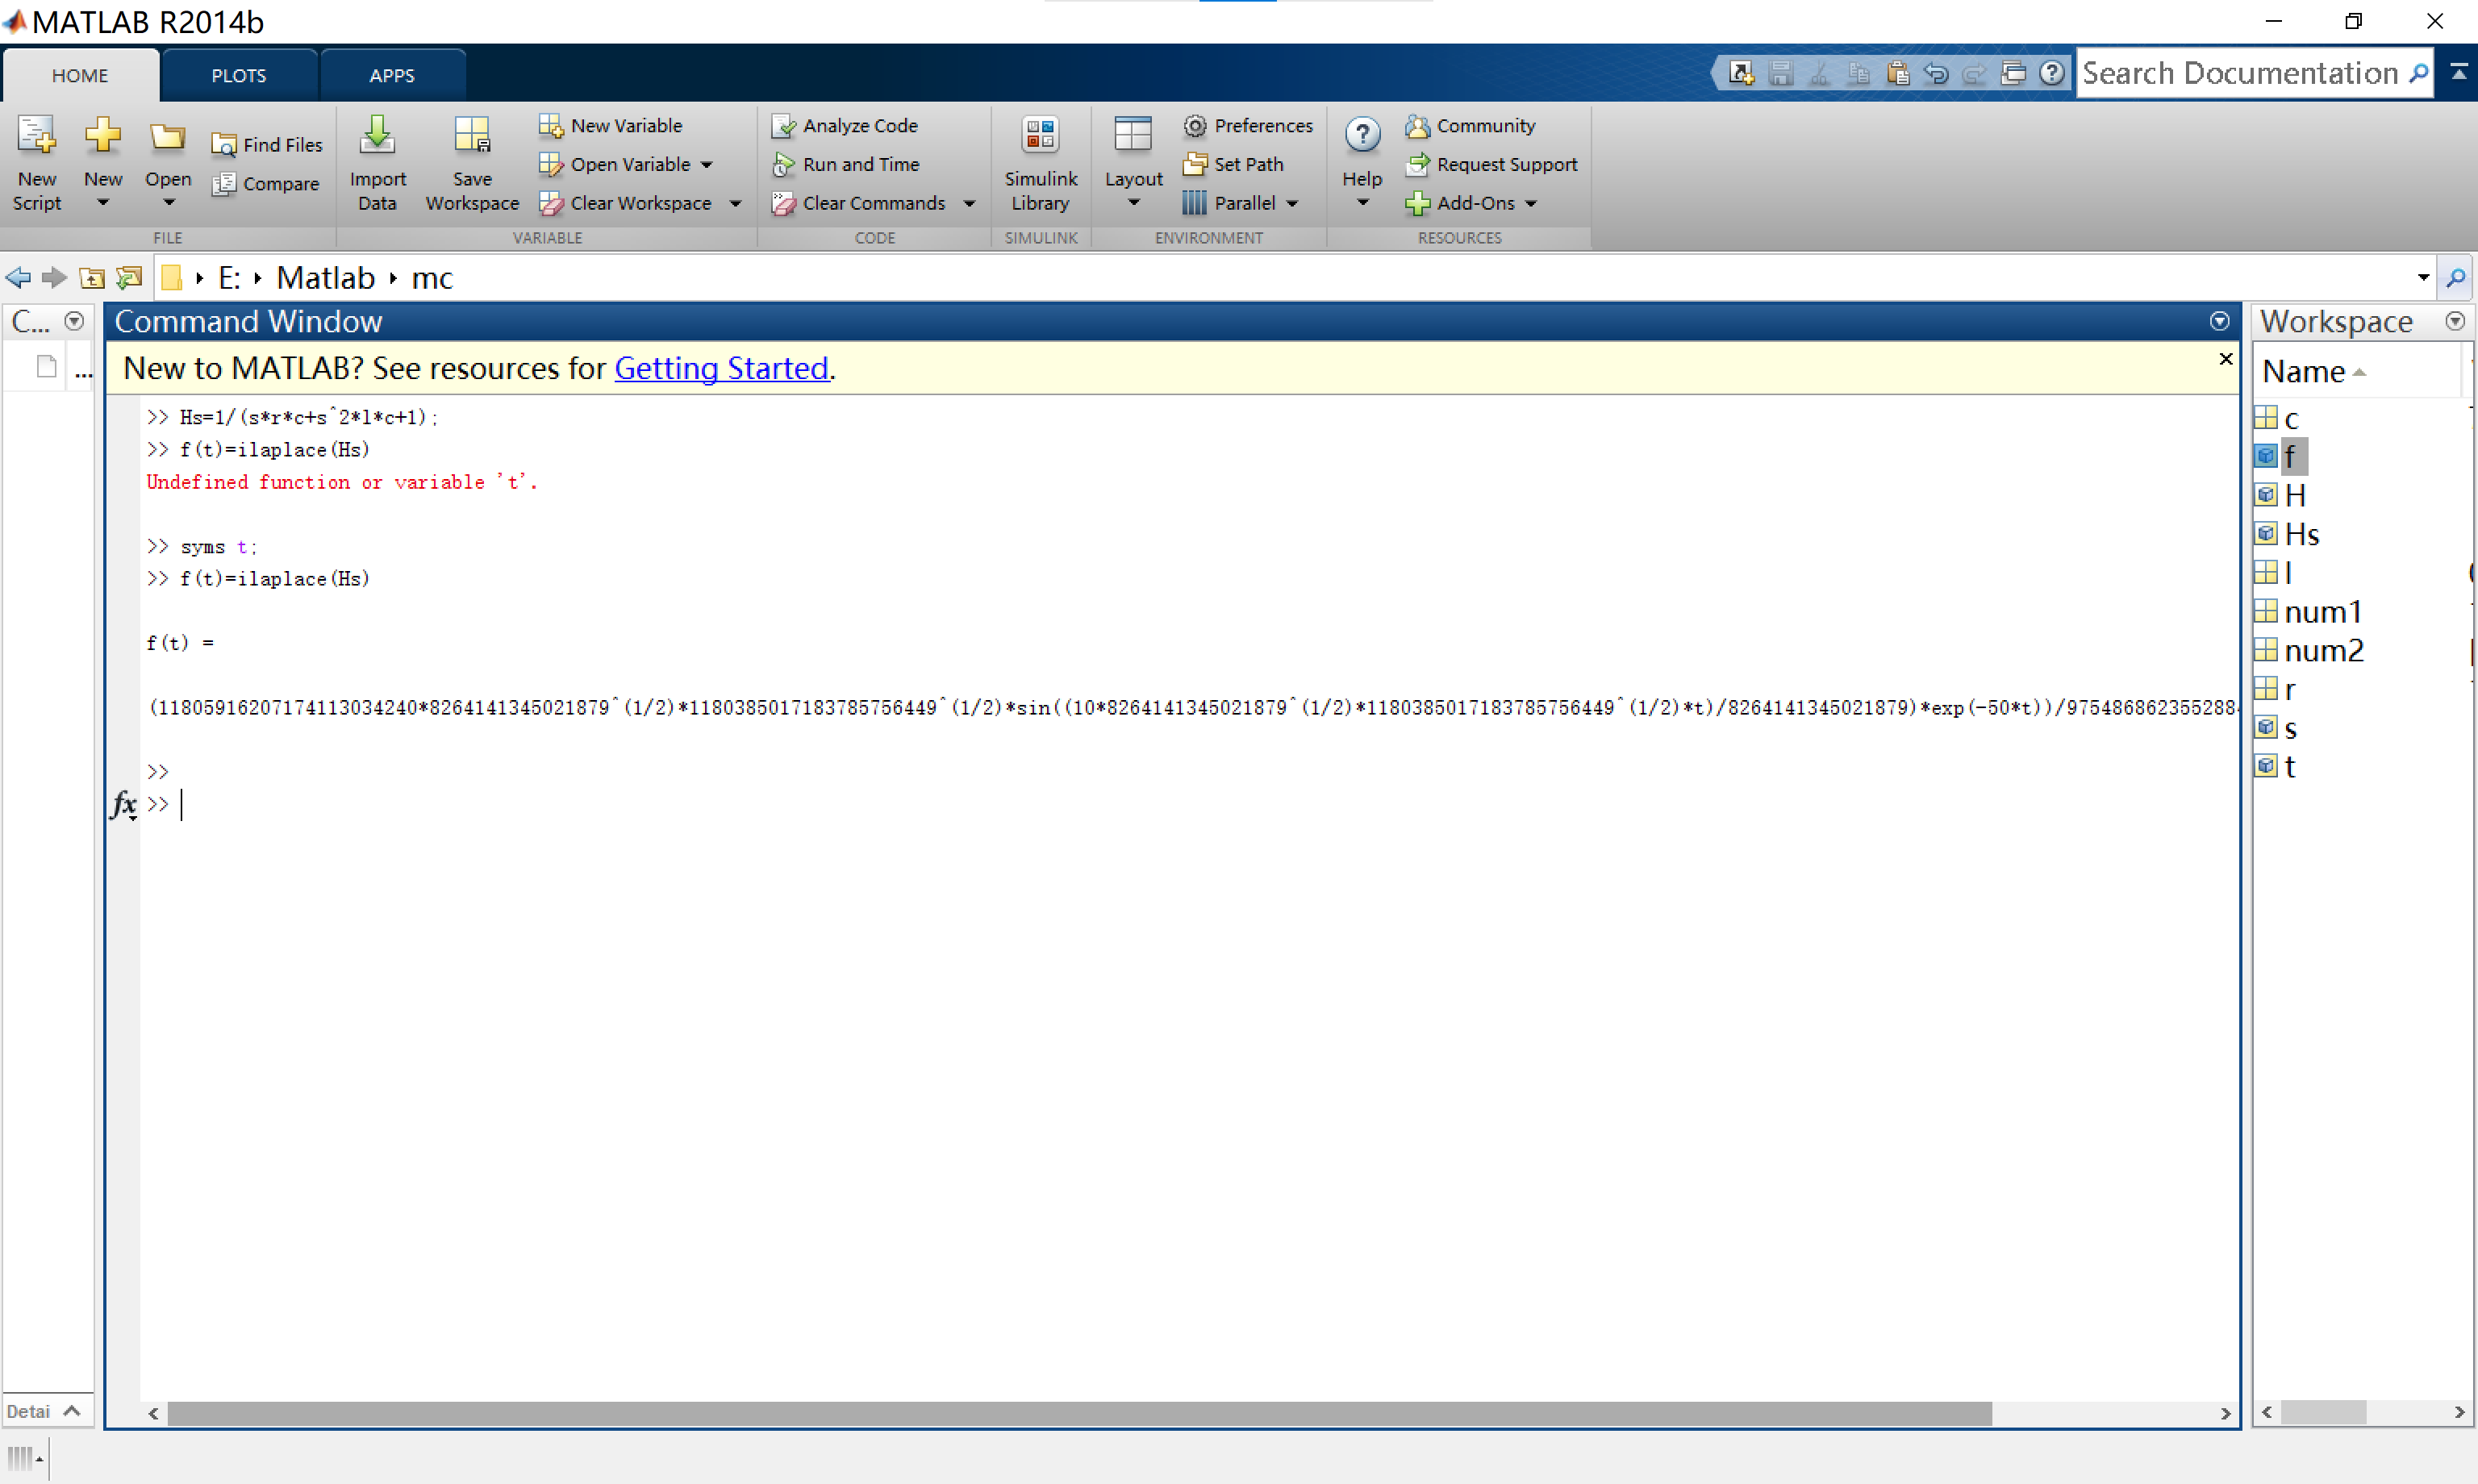 MATLAB R2014b
HOME PLOTS APPS
Search Documentation
New Script
New
Open
Find Files
Compare
FILE
Import Data
Save Workspace
New Variable
Open Variable
Clear Workspace
VARIABLE
Analyze Code
Run and Time
Clear Commands
CODE
Simulink Library
SIMULINK
Layout
Preferences
Set Path
Parallel
ENVIRONMENT
Help
Community
Request Support
Add-Ons
RESOURCES
E: Matlab mc
C...
...
Detai
Command Window
New to MATLAB? See resources for Getting Started.
>> Hs=1/(s*r*c+s^2*l*c+1);
>> f(t)=ilaplace(Hs)
Undefined function or variable 't'.
>> syms t;
>> f(t)=ilaplace(Hs)
f(t) =
(11805916207174113034240*8264141345021879^(1/2)*1180385017183785756449^(1/2)*sin((10*8264141345021879^(1/2)*1180385017183785756449^(1/2)*t)/8264141345021879)*exp(-50*t))/975486862355288
>>
fx >>
Workspace
Name
c
f
H
Hs
l
num1
num2
r
s
t